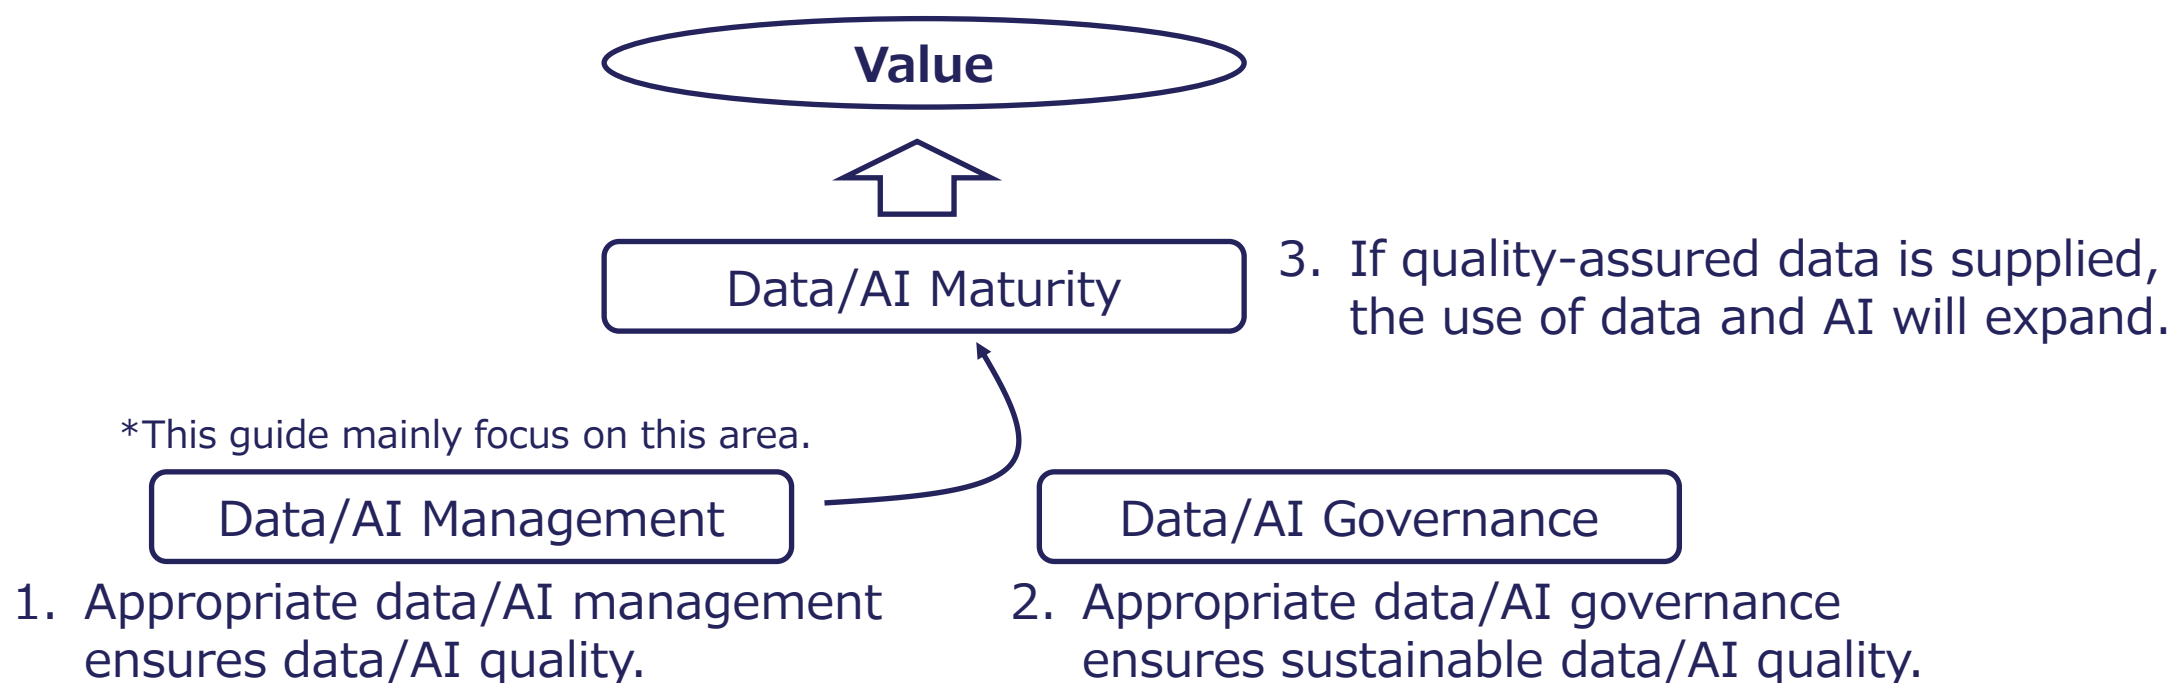 Value
Data/AI Maturity
3. If quality-assured data is supplied,
the use of data and AI will expand.
*This guide mainly focus on this area.
Data/AI Management
Data/AI Governance
1. Appropriate data/AI management
ensures data/AI quality.
2. Appropriate data/AI governance
ensures sustainable data/AI quality.